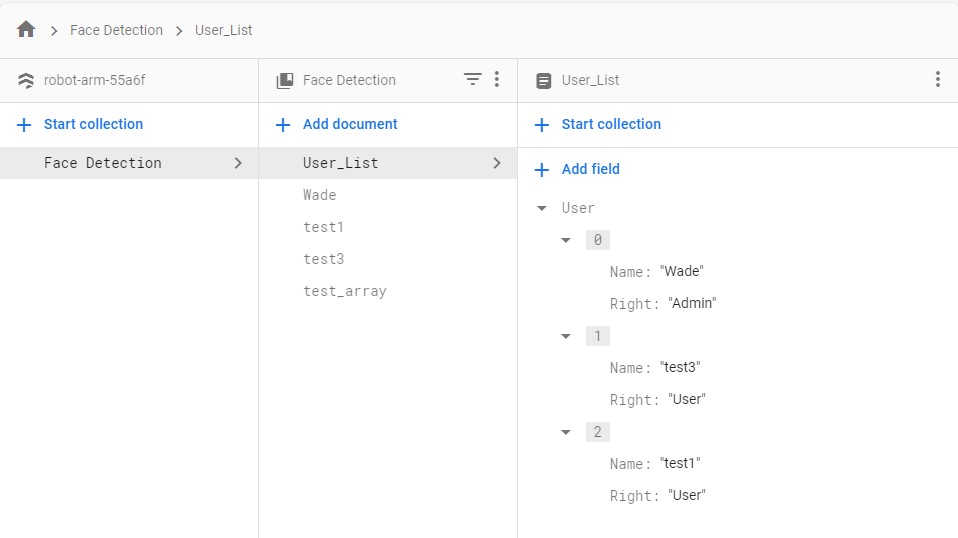 Face Detection User_List
robot-arm-55a6f
Face Detection
User_List
Start collection
Add document
Start collection
Face Detection
User_List
Wade
test1
test3
test_array
Add field
User
0
Name: "Wade"
Right: "Admin"
1
Name: "test3"
Right: "User"
2
Name: "test1"
Right: "User"